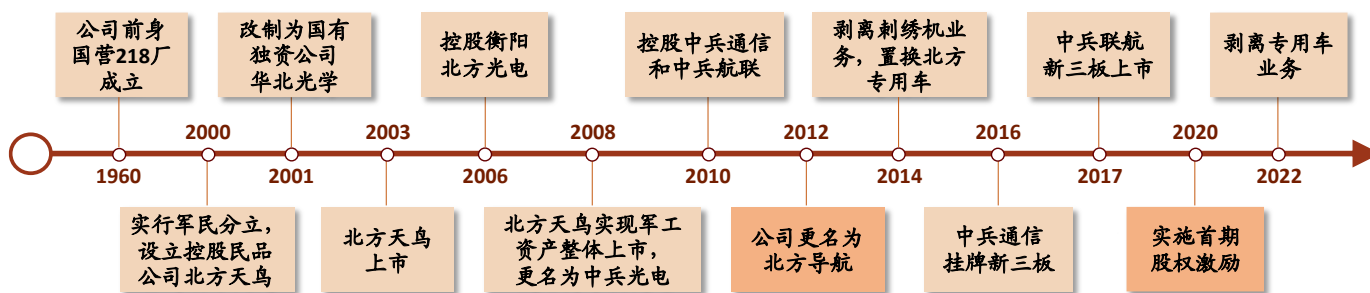 公司前身
国营218厂
成立
改制为国有
独资公司
华北光学
控股衡阳
北方光电
控股中兵通信
和中兵航联
剥离刺绣机业
务，置换北方
专用车
中兵联航
新三板上市
剥离专用车
业务
2000
2003
2008
2012
2016
2020
1960
2001
2006
2010
2014
2017
2022
实行军民分立，
设立控股民品
公司北方天鸟
北方天鸟
上市
北方天鸟实现军工
资产整体上市，
更名为中兵光电
公司更名为
北方导航
中兵通信
挂牌新三板
实施首期
股权激励